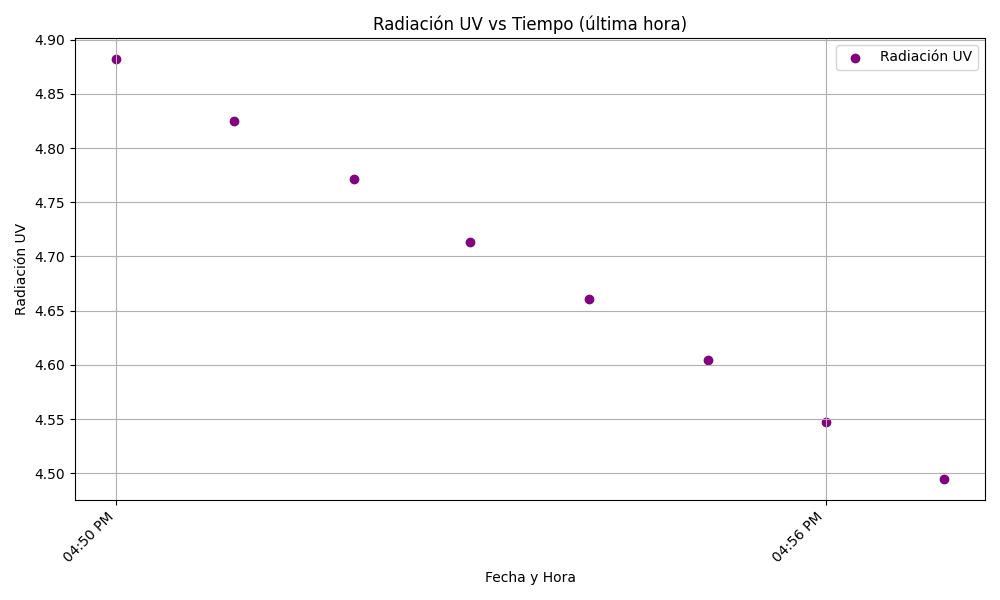 Radiación UV vs Tiempo (última hora)
Radiación UV
4.90
4.85
4.80
4.75
4.70
4.65
4.60
4.55
4.50
Radiación UV
04:50 PM
04:56 PM
Fecha y Hora